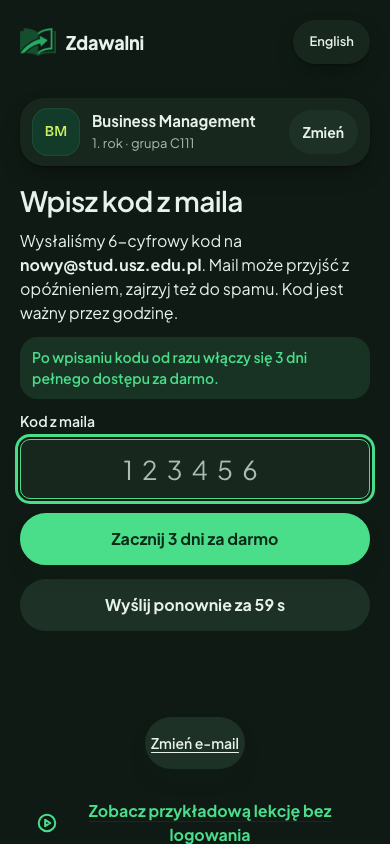 Zdawalni
English
BM
Business Management
1. rok · grupa C111
Zmień
Wpisz kod z maila
Wysłaliśmy 6-cyfrowy kod na
nowy@stud.usz.edu.pl. Mail może przyjść z
opóźnieniem, zajrzyj też do spamu. Kod jest
ważny przez godzinę.
Po wpisaniu kodu od razu włączy się 3 dni
pełnego dostępu za darmo.
Kod z maila
123456
Zacznij 3 dni za darmo
Wyślij ponownie za 59 s
Zmień e-mail
Zobacz przykładową lekcję bez
logowania